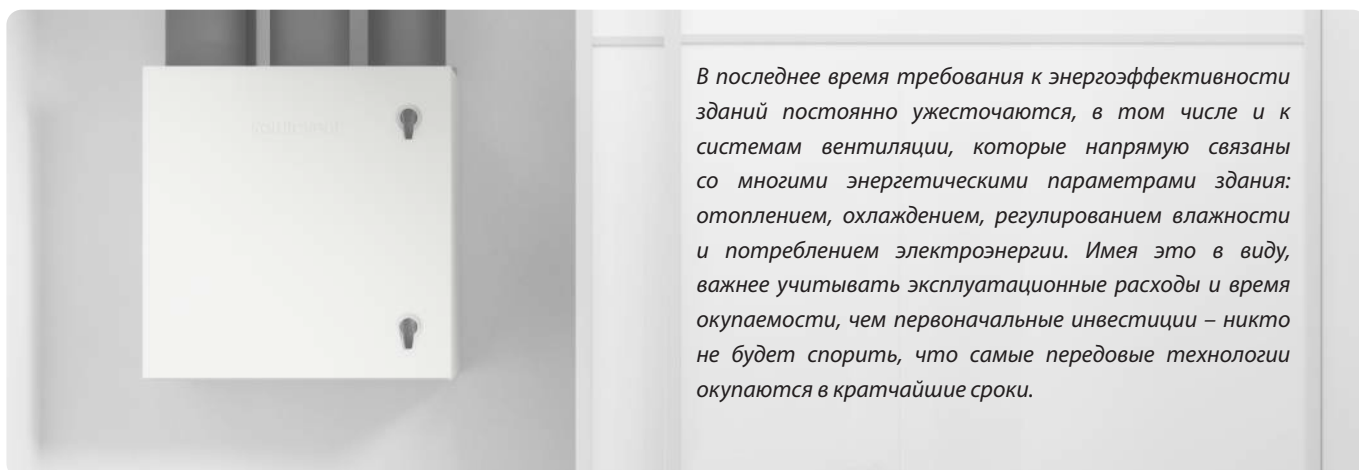 В последнее время требования к энергоэффективности
зданий постоянно ужесточаются, в том числе и к
системам вентиляции, которые напрямую связаны
со многими энергетическими параметрами здания:
отоплением, охлаждением, регулированием влажности
и потреблением электроэнергии. Имея это в виду,
важнее учитывать эксплуатационные расходы и время
окупаемости, чем первоначальные инвестиции – никто
не будет спорить, что самые передовые технологии
окупаются в кратчайшие сроки.